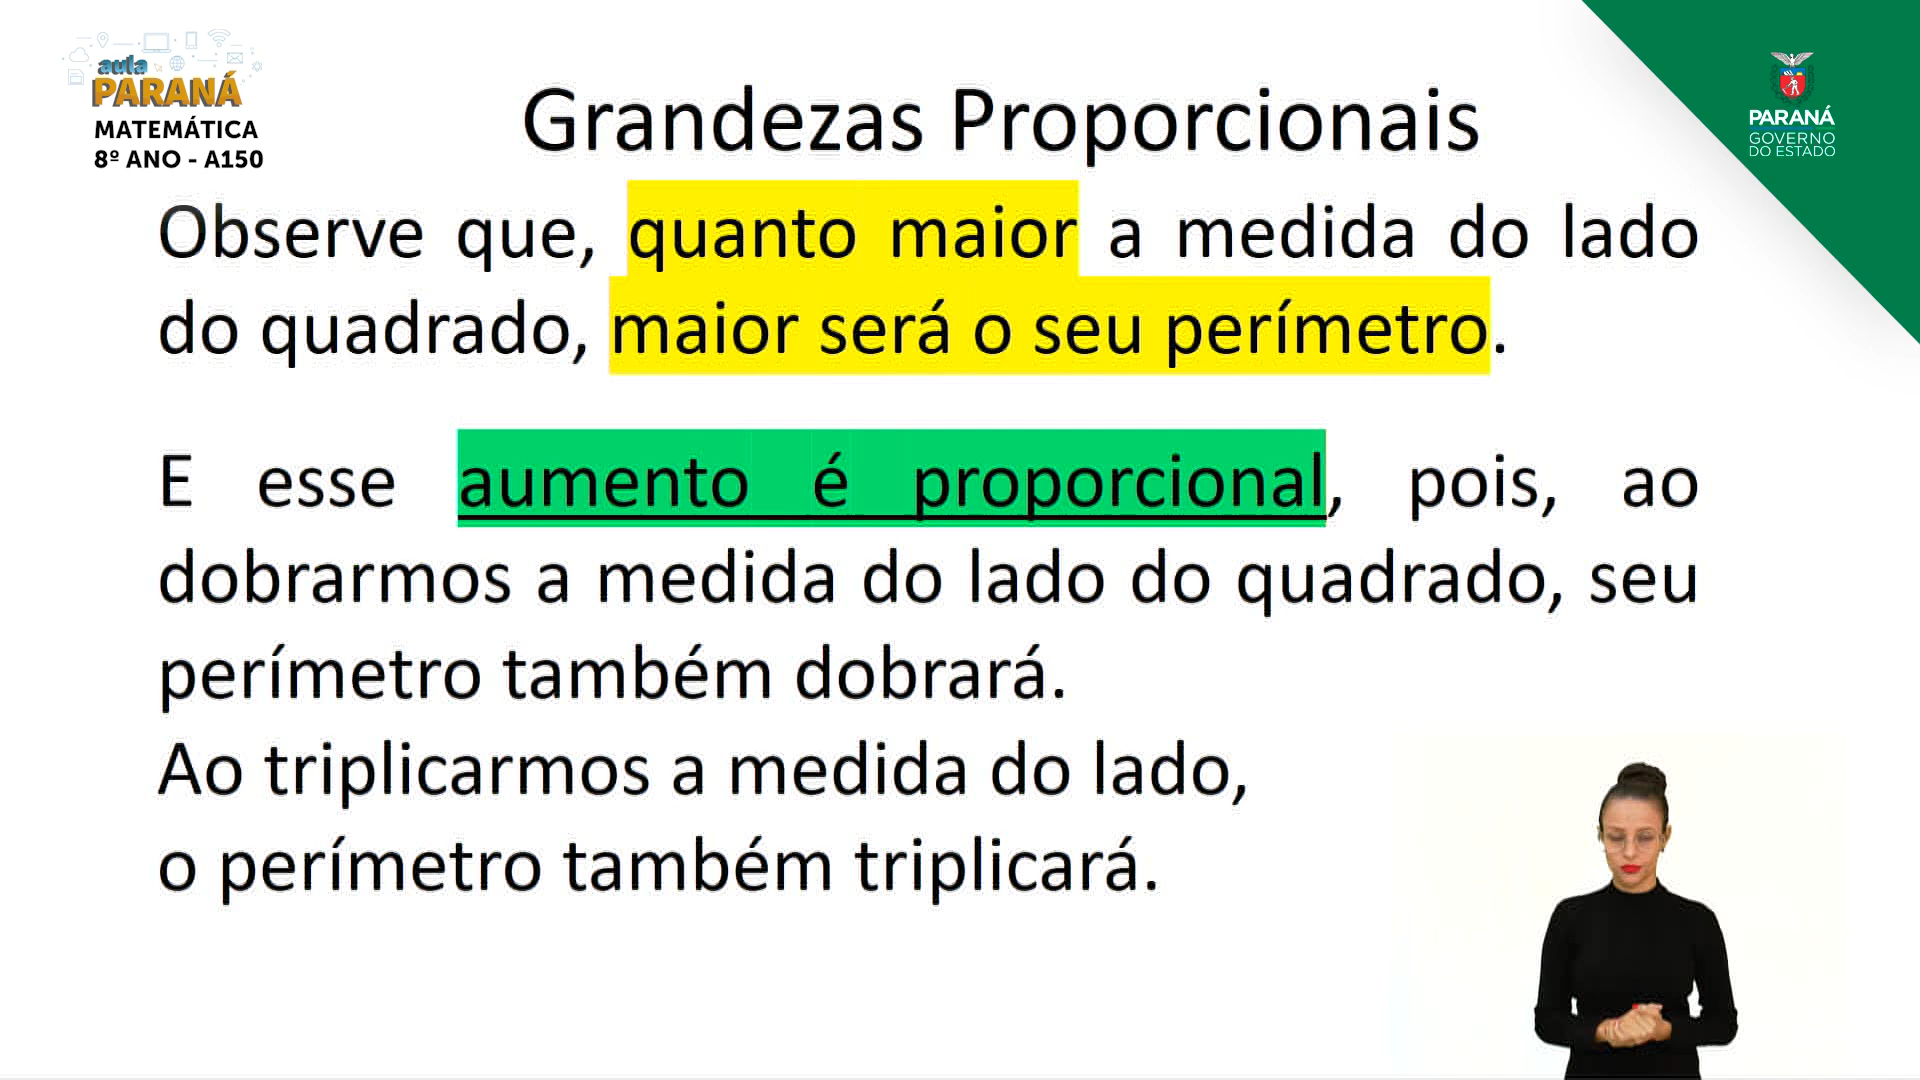 aula
PARANÁ
MATEMÁTICA
8º ANO - A150
PARANÁ
GOVERNO
DO ESTADO
Grandezas Proporcionais
Observe que, quanto maior a medida do lado
do quadrado, maior será o seu perímetro.
E esse aumento é proporcional, pois, ao
dobrarmos a medida do lado do quadrado, seu
perímetro também dobrará.
Ao triplicarmos a medida do lado,
o perímetro também triplicará.